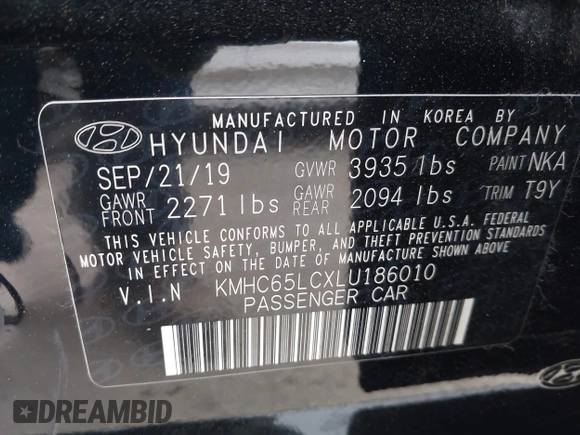 MANUFACTURED IN KOREA BY
HYUNDAI MOTOR COMPANY
SEP/21/19 GVWR 3935 lbs PAINT NKA
GAWR FRONT 2271 lbs GAWR REAR 2094 lbs TRIM T9Y
THIS VEHICLE CONFORMS TO ALL APPLICABLE U.S.A. FEDERAL
MOTOR VEHICLE SAFETY, BUMPER, AND THEFT PREVENTION STANDARDS
IN EFFECT ON THE DATE OF MANUFACTURE SHOWN ABOVE.
V.I.N KMHC65LCXLU186010
PASSENGER CAR
DREAMBID